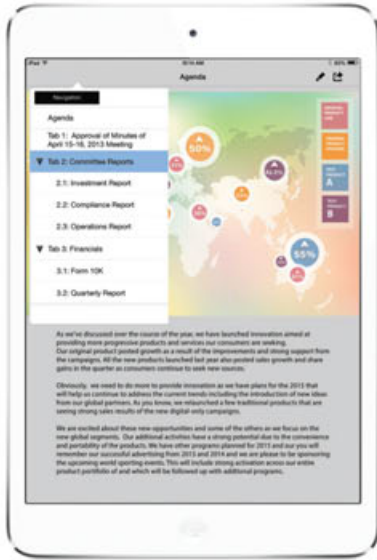 iPad
Agenda
Navigation
Agenda
Tab 1: Approval of Minutes of
April 15-16, 2013 Meeting
Tab 2: Committee Reports
2.1: Investment Report
2.2: Compliance Report
2.3: Operations Report
Tab 3: Financials
3.1: Form 10K
3.2: Quarterly Report
50%
55%
A
B
As we've discussed over the course of the year, we have launched innovation aimed at
providing more progressive products and services our consumers are seeking.
Our original product posted growth as a result of the improvements and strong support from
the campaigns. All the new products launched last year also posted sales growth and share
gains in the quarter as consumers continue to seek new sources.
Obviously, we need to do more to provide innovation as we have plans for the 2015 that
will help us continue to address the current trends including the introduction of new ideas
from our global partners. As you know, we relaunched a few traditional products that are
seeing strong sales results of the new digital-only campaigns.
We are excited about these new opportunities and some of the others as we focus on the
new global segments. Our additional activities have a strong potential due to the convenience
and portability of the products. We have other programs planned for 2015 and our you will
remember our successful advertising from 2013 and 2014 and we are please to be sponsoring
the upcoming world sporting events. This will include strong activation across our entire
product portfolio of and which will be followed up with additional programs.